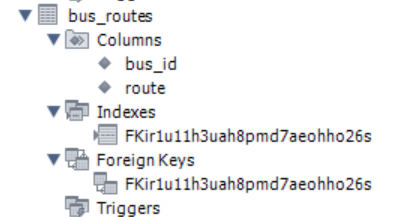 bus_routes
Columns
bus_id
route
Indexes
FKir1u11h3uah8pmd7aeohho26s
Foreign Keys
FKir1u11h3uah8pmd7aeohho26s
Triggers